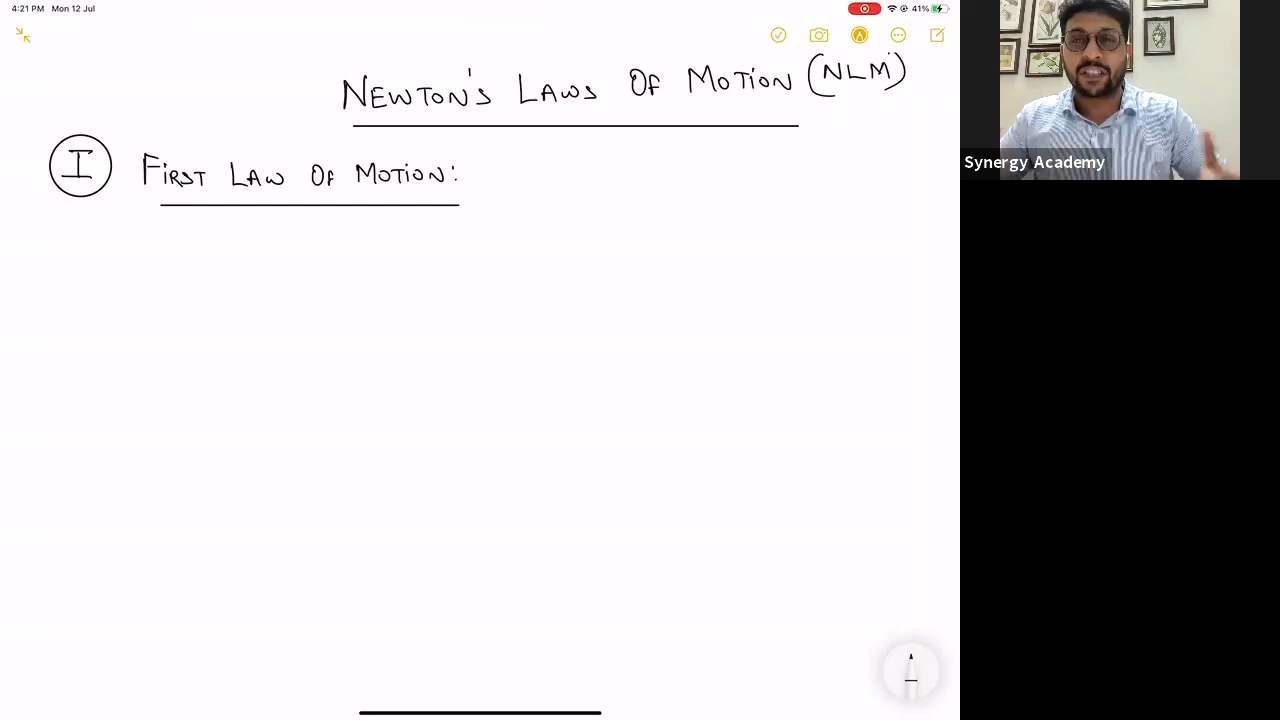 4:21 PM Mon 12 Jul
41%
NEWTON'S LAWS OF MOTION (NLM)
I FIRST LAW OF MOTION:
Synergy Academy